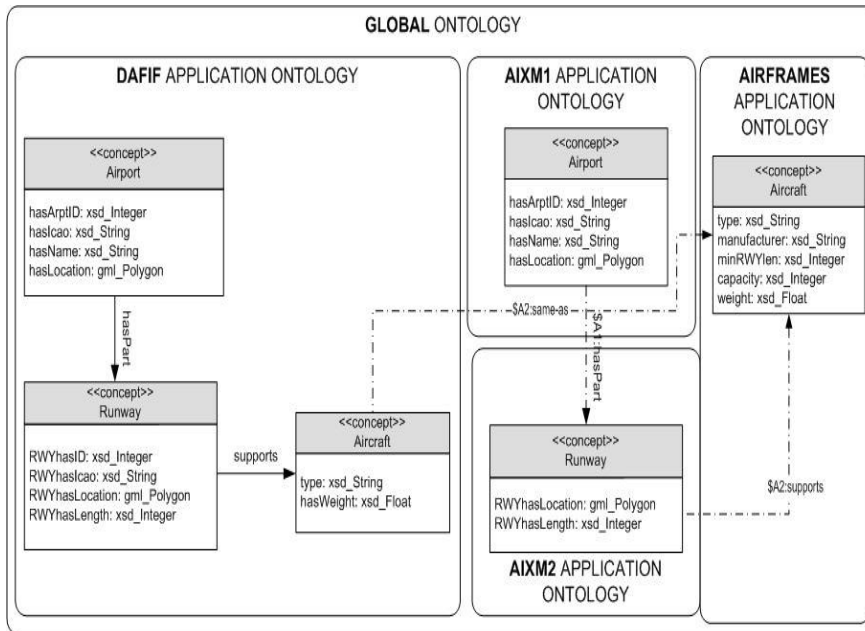 GLOBAL ONTOLOGY
DAFIF APPLICATION ONTOLOGY
<<concept>>
Airport
hasArptID: xsd_Integer
hasIcao: xsd_String
hasName: xsd_String
hasLocation: gml_Polygon
hasPart
<<concept>>
Runway
RWYhasID: xsd_Integer
RWYhasIcao: xsd_String
RWYhasLocation: gml_Polygon
RWYhasLength: xsd_Integer
supports
<<concept>>
Aircraft
type: xsd_String
hasWeight: xsd_Float
AIXM1 APPLICATION
ONTOLOGY
<<concept>>
Airport
hasArptID: xsd_Integer
hasIcao: xsd_String
hasName: xsd_String
hasLocation: gml_Polygon
$A2:same-as
$A1:hasPart
<<concept>>
Runway
RWYhasLocation: gml_Polygon
RWYhasLength: xsd_Integer
AIXM2 APPLICATION
ONTOLOGY
AIRFRAMES
APPLICATION
ONTOLOGY
<<concept>>
Aircraft
type: xsd_String
manufacturer: xsd_String
minRWYlen: xsd_Integer
capacity: xsd_Integer
weight: xsd_Float
$A2:supports